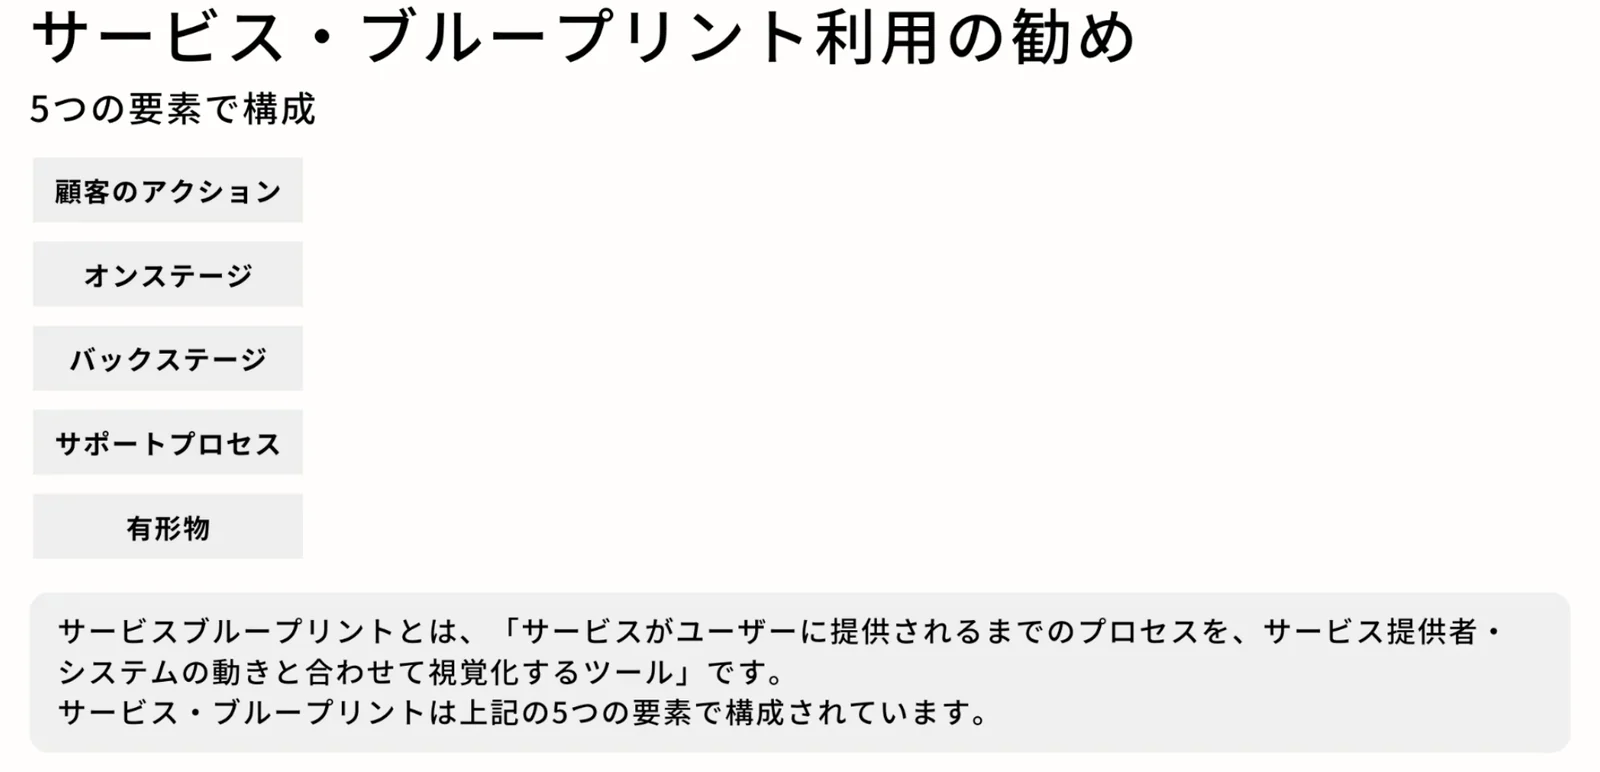 サービス・ブループリント利用の勧め
5つの要素で構成
顧客のアクション
オンステージ
バックステージ
サポートプロセス
有形物
サービスブループリントとは、「サービスがユーザーに提供されるまでのプロセスを、サービス提供者・
システムの動きと合わせて視覚化するツール」です。
サービス・ブループリントは上記の5つの要素で構成されています。